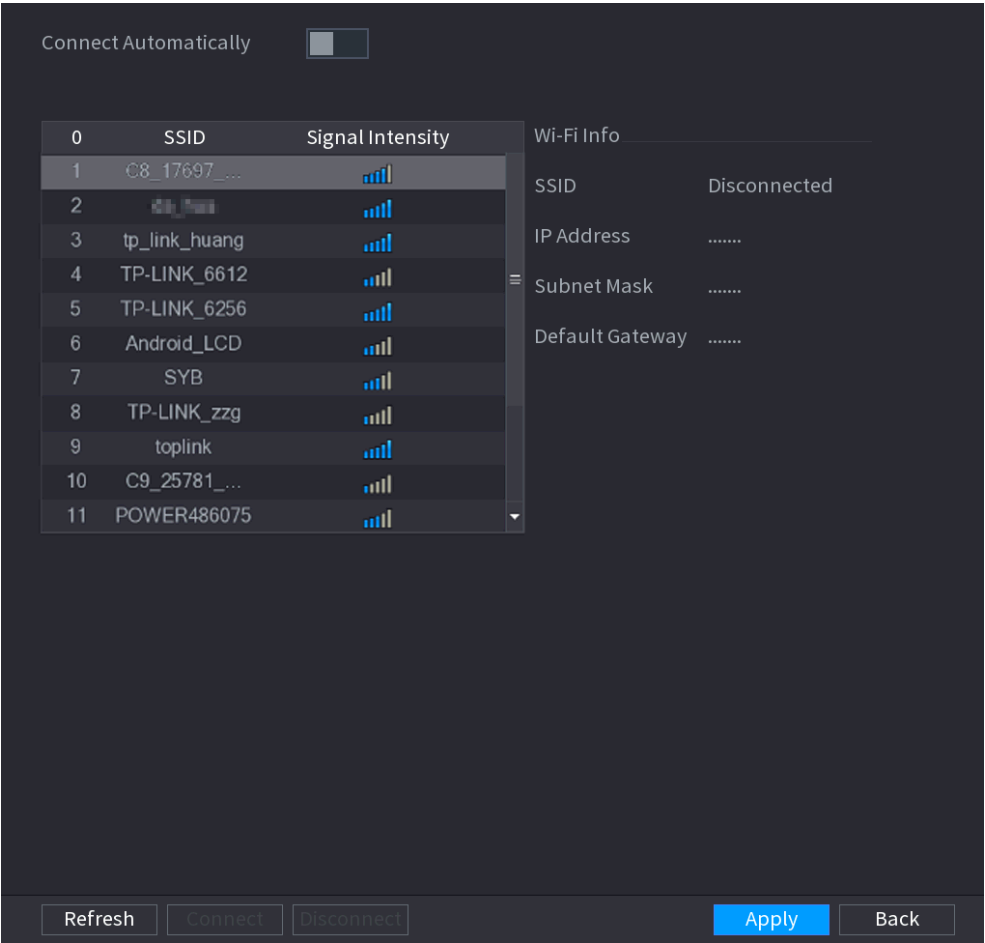 Connect Automatically
0 SSID Signal Intensity
1 C8_17697_...
2
3 tp_link_huang
4 TP-LINK_6612
5 TP-LINK_6256
6 Android_LCD
7 SYB
8 TP-LINK_zzg
9 toplink
10 C9_25781_...
11 POWER486075
Wi-Fi Info
SSID Disconnected
IP Address .......
Subnet Mask .......
Default Gateway .......
Refresh Connect Disconnect Apply Back